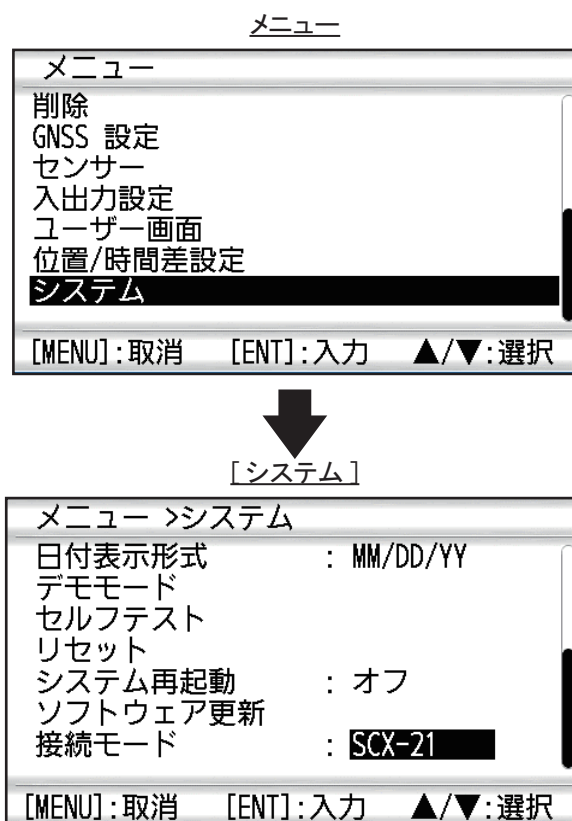 メニュー
メニュー
削除
GNSS 設定
センサー
入出力設定
ユーザー画面
位置/時間差設定
システム
[MENU]:取消 [ENT]:入力 ▲/▼:選択
[システム]
メニュー >システム
日付表示形式 : MM/DD/YY
デモモード
セルフテスト
リセット
システム再起動 : オフ
ソフトウェア更新
接続モード : SCX-21
[MENU]:取消 [ENT]:入力 ▲/▼:選択